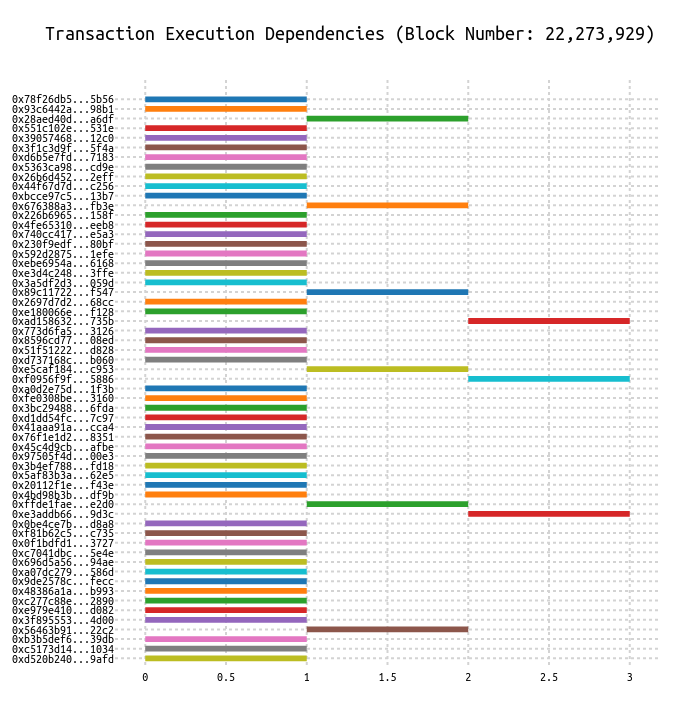 Transaction Execution Dependencies (Block Number: 22,273,929)
0x78f26db5...5b56
0x93c6442a...98b1
0x28aed40d...a6df
0x551c102e...531e
0x39057468...12c0
0x3f1c3d9f...5f4a
0xd6b5e7fd...7183
0x5363ca98...cd9e
0x26b6d452...2eff
0x44f67d7d...c256
0xbcce97c5...13b7
0x676388a3...fb3e
0x226b6965...158f
0x4fe65310...eeb8
0x740cc417...e5a3
0x230f9edf...80bf
0x592d2875...1efe
0xebe6954a...6168
0xe3d4c248...3ffe
0x3a5df2d3...059d
0x89c11722...f547
0x2697d7d2...68cc
0xe180066e...f128
0xad158632...735b
0x773d6fa5...3126
0x8596cd77...08ed
0x51f51222...d828
0xd737168c...b060
0xe5caf184...c953
0xf0956f9f...5886
0xa0d2e75d...1f3b
0xfe0308be...3160
0x3bc29488...6fda
0xd1dd54fc...7c97
0x41aaa91a...cca4
0x76f1e1d2...8351
0x45c4d9cb...afbe
0x97505f4d...00e3
0x3b4ef788...fd18
0x5af83b3a...62e5
0x20112f1e...f43e
0x4bd98b3b...df9b
0xffde1fae...e2d0
0xe3addb66...9d3c
0x0be4ce7b...d8a8
0xf81b62c5...c735
0x0f1bdfd1...3727
0xc7041dbc...5e4e
0x696d5a56...94ae
0xa07dc279...586d
0x9de2578c...fecc
0x48386a1a...b993
0xc277c88e...2890
0xe979e410...d082
0x3f895553...4d00
0x56463b91...22c2
0xb3b5def6...39db
0xc5173d14...1034
0xd520b240...9afd
0 0.5 1 1.5 2 2.5 3